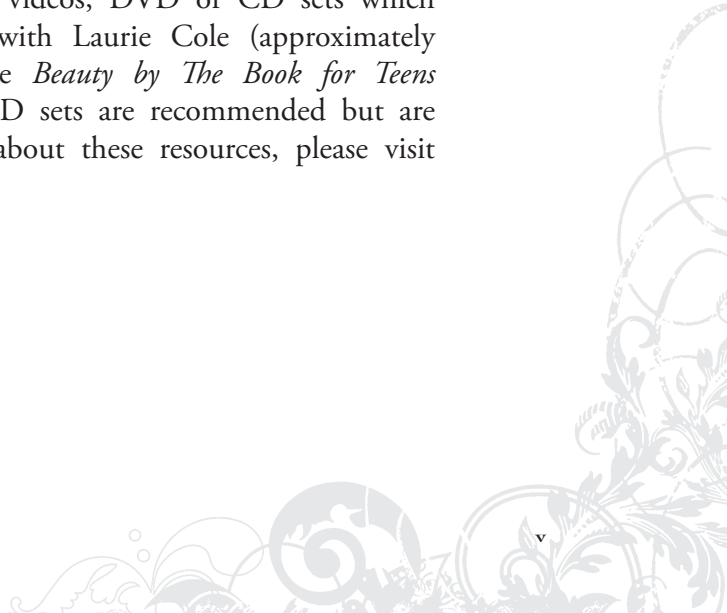 videos, DVD or CD sets which
with Laurie Cole (approximately
e Beauty by The Book for Teens
D sets are recommended but are
about these resources, please visit
v